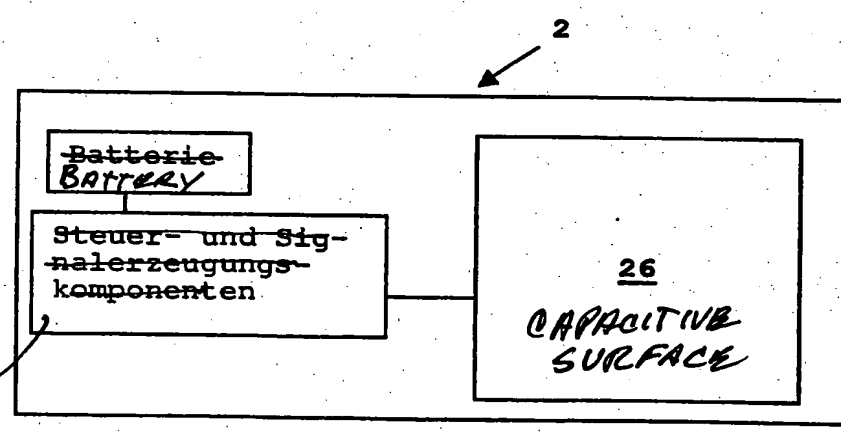 2
Batterie
BATTERY
Steuer- und Sig-
nalerzeugungs-
komponenten
26
CAPACITIVE
SURFACE